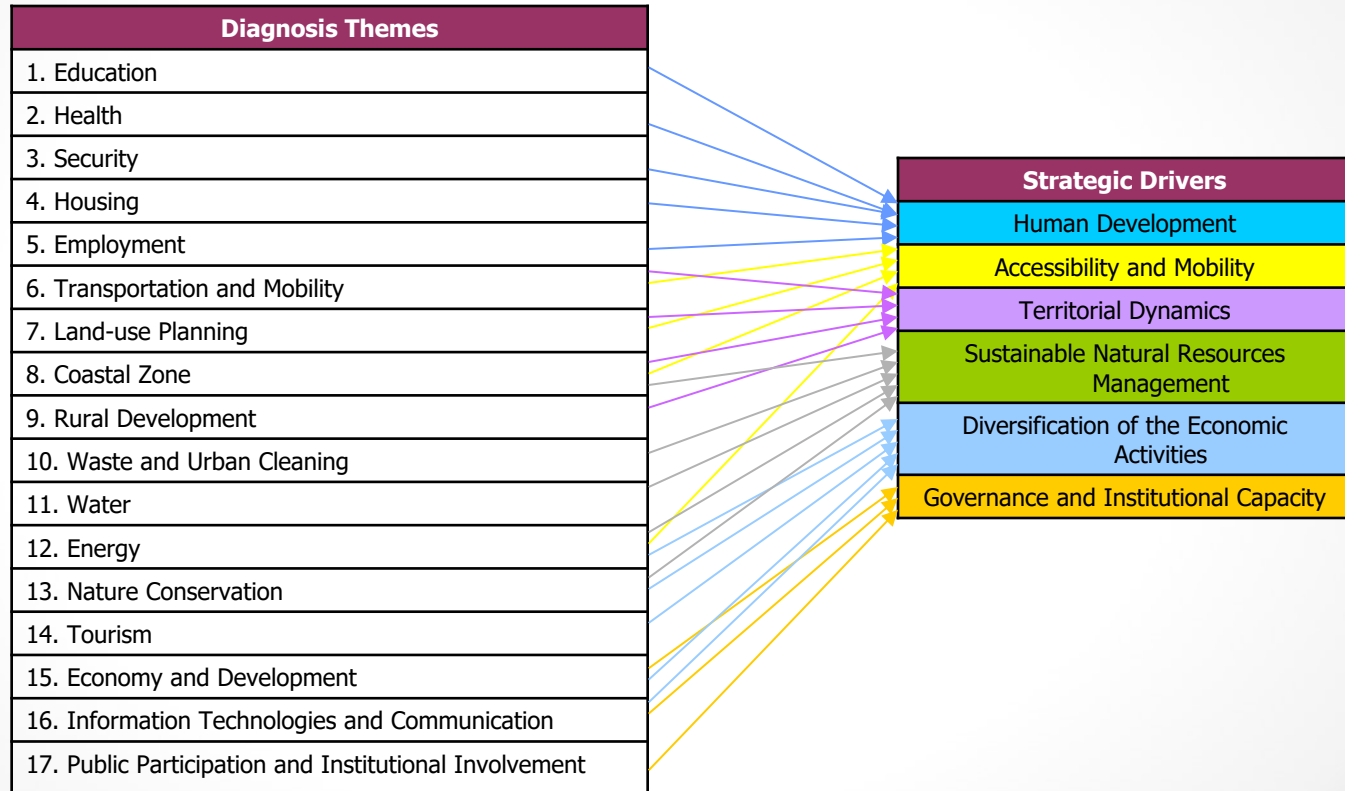 Diagnosis Themes
1. Education
2. Health
3. Security
4. Housing
5. Employment
6. Transportation and Mobility
7. Land-use Planning
8. Coastal Zone
9. Rural Development
10. Waste and Urban Cleaning
11. Water
12. Energy
13. Nature Conservation
14. Tourism
15. Economy and Development
16. Information Technologies and Communication
17. Public Participation and Institutional Involvement
Strategic Drivers
Human Development
Accessibility and Mobility
Territorial Dynamics
Sustainable Natural Resources
Management
Diversification of the Economic
Activities
Governance and Institutional Capacity